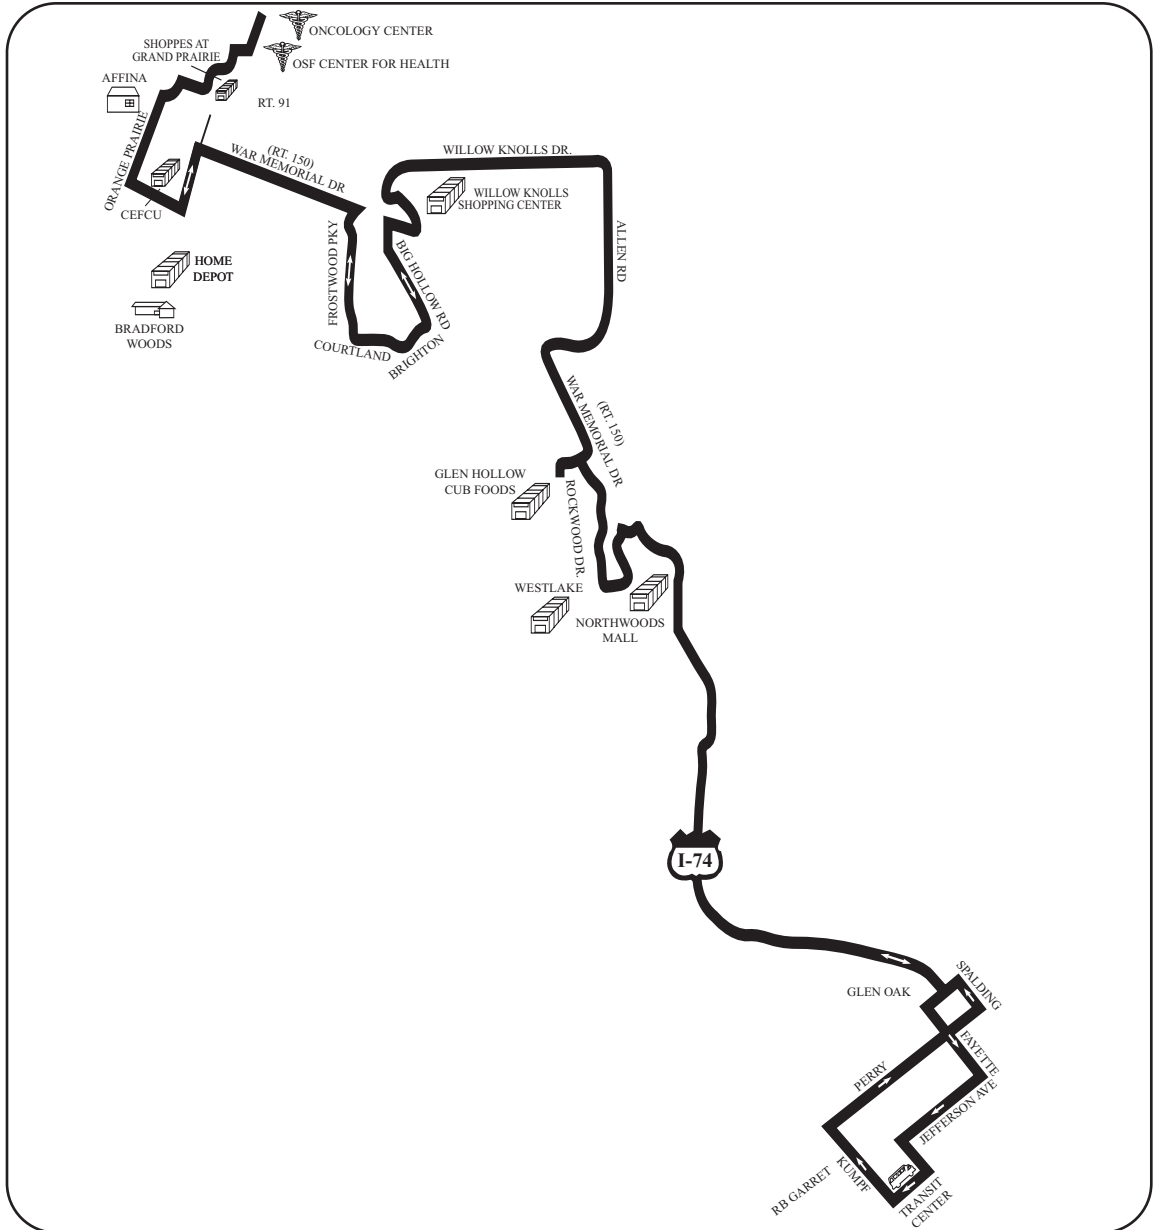 ONCOLOGY CENTER
SHOPPES AT
GRAND PRAIRIE
OSF CENTER FOR HEALTH
AFFINA
RT. 91
ORANGE PRAIRIE
(RT. 150)
WAR MEMORIAL DR
WILLOW KNOLLS DR.
WILLOW KNOLLS
SHOPPING CENTER
CEFCU
FROSTWOOD PKY
BIG HOLLOW RD
ALLEN RD
HOME
DEPOT
BRADFORD
WOODS
COURTLAND
BRIGHTON
(RT. 150)
WAR MEMORIAL DR
GLEN HOLLOW
CUB FOODS
ROCKWOOD DR.
WESTLAKE
NORTHWOODS
MALL
I-74
GLEN OAK
SPALDING
FAYETTE
PERRY
JEFFERSON AVE
KUMPF
RB GARRET
TRANSIT
CENTER